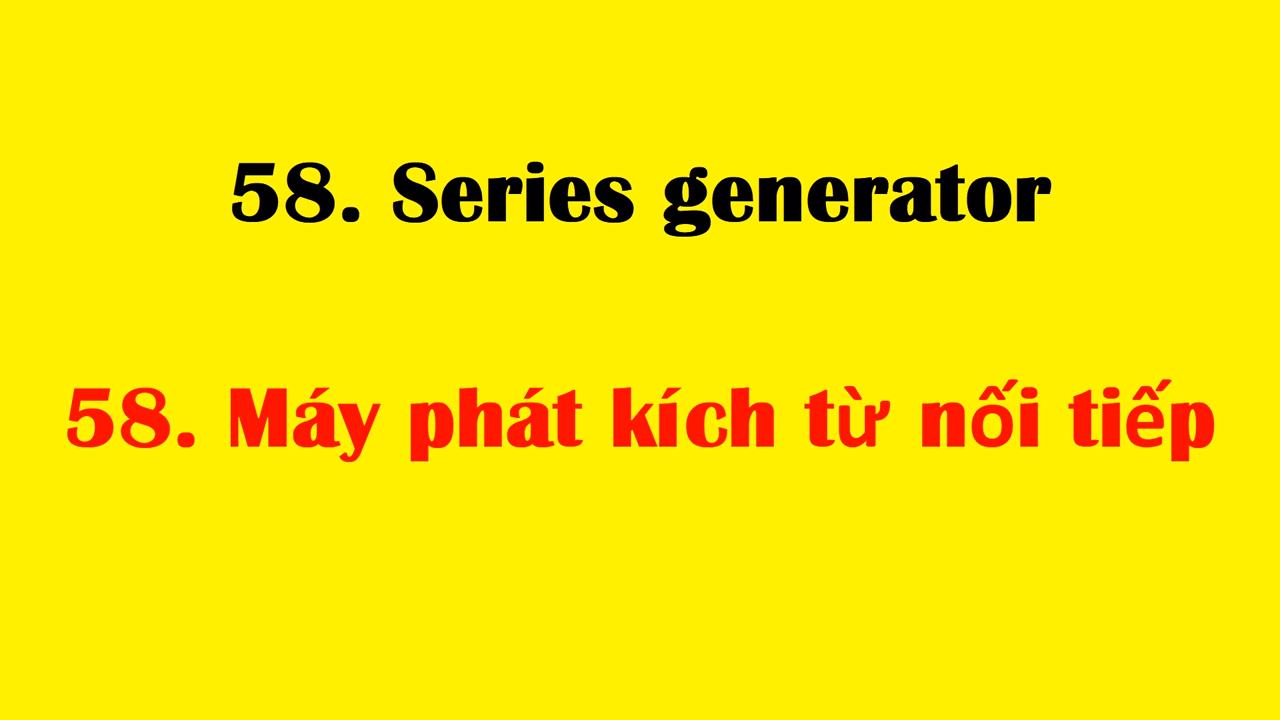 58. Series generator
58. Máy phát kích từ nối tiếp